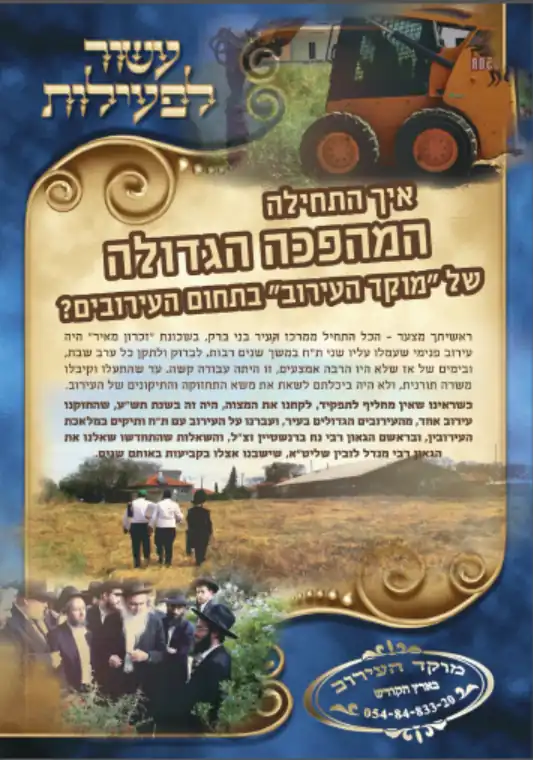 עשור
לפעילות
איך התחילה
המהפכה הגדולה
של "מוקד העירוב" בתחום העירובים?
ראשיתך מצער - הכל התחיל ממרכז העיר בני ברק, בשכונת "זכרון מאיר" היה
עירוב פנימי שעמלו עליו שני ת"ח במשך שנים רבות, לבדוק ולתקן כל ערב שבת,
ובימים של אז שלא היו הרבה אמצעים, זו היתה עבודה קשה. עד שהתעלו וקיבלו
משרה תורנית, ולא היה ביכלתם לשאת את משא התחזוקה והתיקונים של העירוב.
כשראינו שאין מחליף לתפקיד, לקחנו את המצוה, היה זה בשנת תש"ע, שהחזקנו
עירוב אחד, מהעירובים הגדולים בעיר, ועברנו על העירוב עם ת"ח ותיקים במלאכת
העירובין, ובראשם הגאון רבי נח ברנשטיין זצ"ל, והשאלות שהתחדשו שאלנו את
הגאון רבי מנדל לובין שליט"א, שישבנו אצלו בקביעות באותם שנים.
מוקד העירוב
בארץ הקודש
054-84-833-20